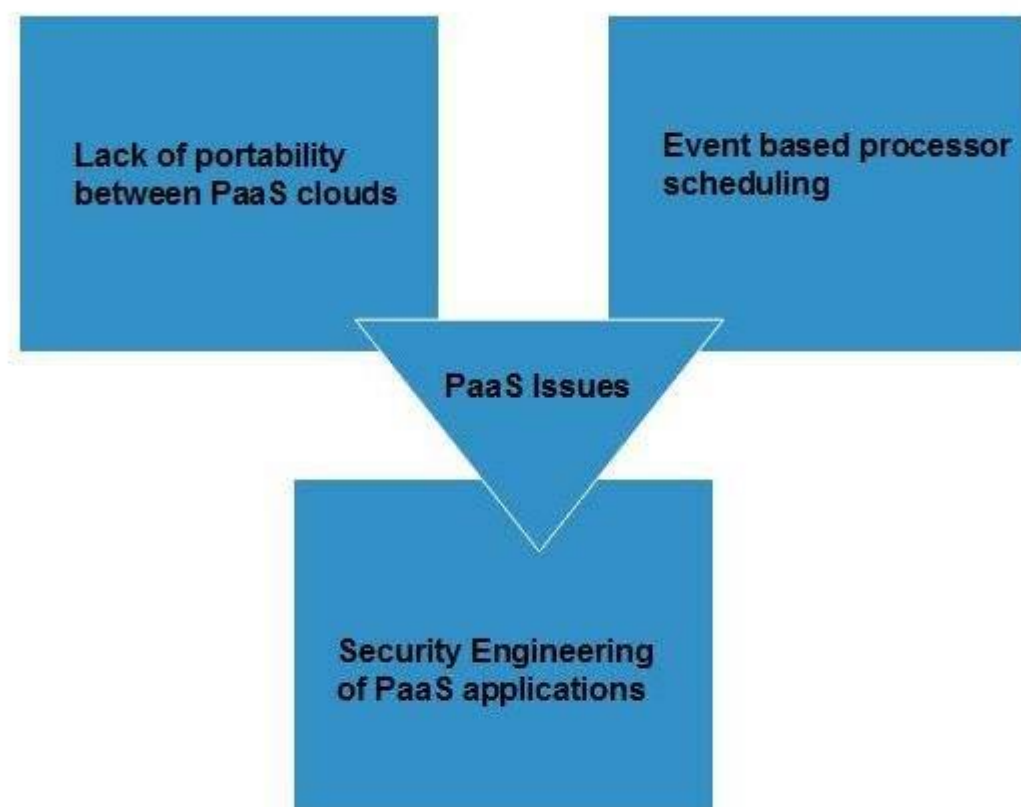 Lack of portability
between PaaS clouds
Event based processor
scheduling
PaaS Issues
Security Engineering
of PaaS applications